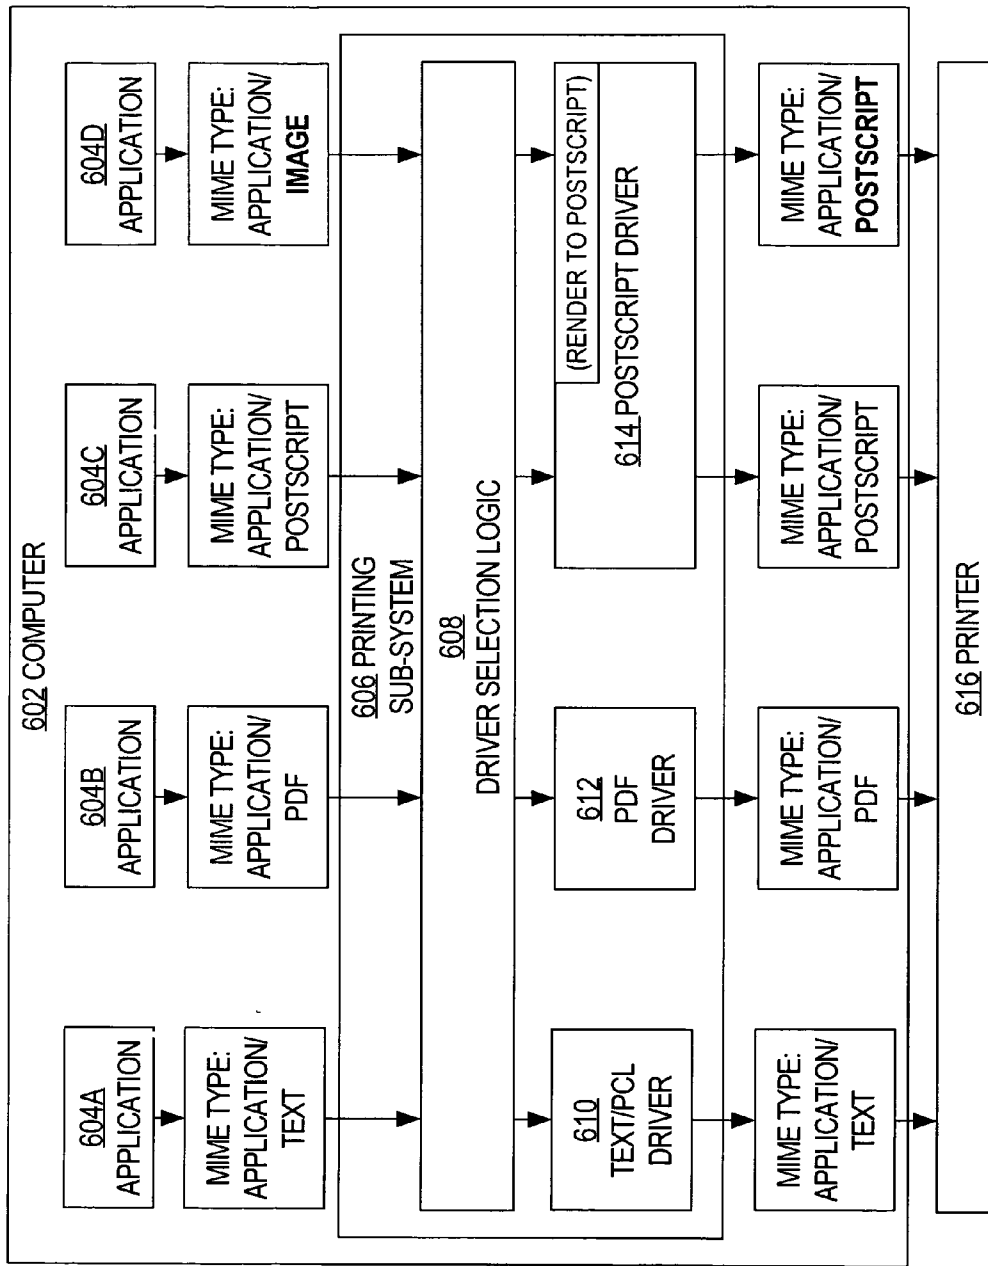 602 COMPUTER
604A
APPLICATION
604B
APPLICATION
604C
APPLICATION
604D
APPLICATION
MIME TYPE:
APPLICATION/
TEXT
MIME TYPE:
APPLICATION/
PDF
MIME TYPE:
APPLICATION/
POSTSCRIPT
MIME TYPE:
APPLICATION/
IMAGE
606 PRINTING
SUB-SYSTEM
608
DRIVER SELECTION LOGIC
610
TEXT/PCL
DRIVER
612
PDF
DRIVER
(RENDER TO POSTSCRIPT)
614 POSTSCRIPT DRIVER
MIME TYPE:
APPLICATION/
TEXT
MIME TYPE:
APPLICATION/
PDF
MIME TYPE:
APPLICATION/
POSTSCRIPT
MIME TYPE:
APPLICATION/
POSTSCRIPT
616 PRINTER